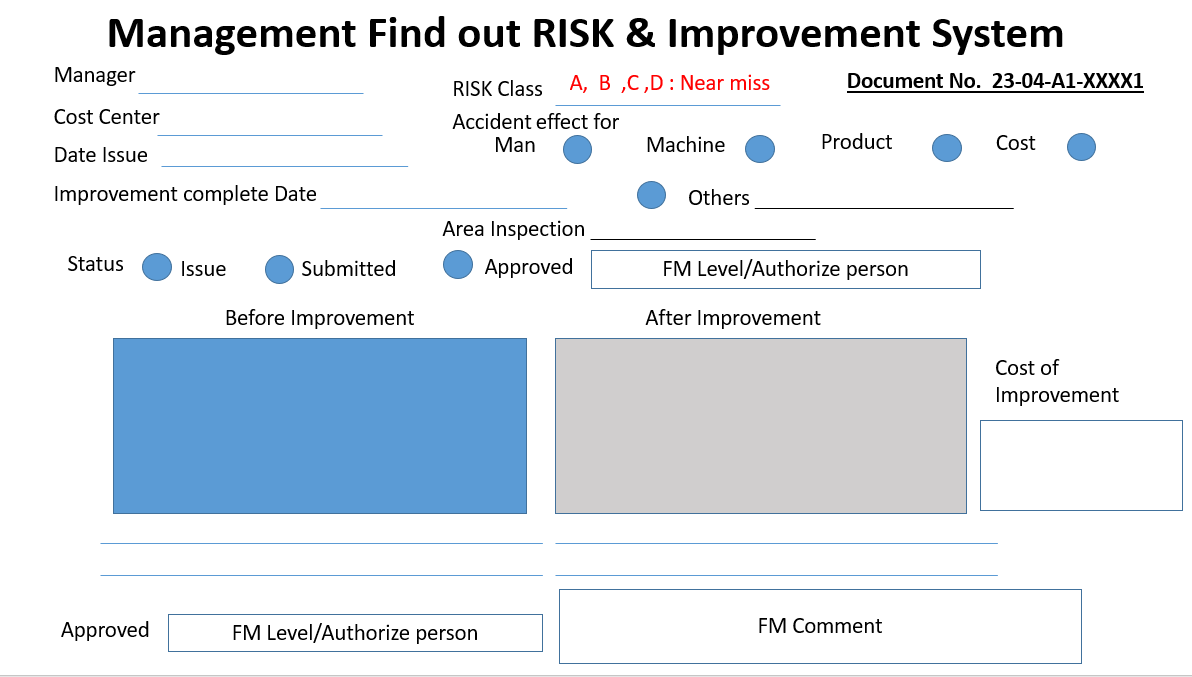 Management Find out RISK & Improvement System
Manager
RISK Class A, B ,C ,D : Near miss
Document No. 23-04-A1-XXXX1
Cost Center
Accident effect for
Man Machine Product Cost
Date Issue
Improvement complete Date
Others
Area Inspection
Status Issue Submitted Approved FM Level/Authorize person
Before Improvement After Improvement
Cost of
Improvement
Approved FM Level/Authorize person
FM Comment